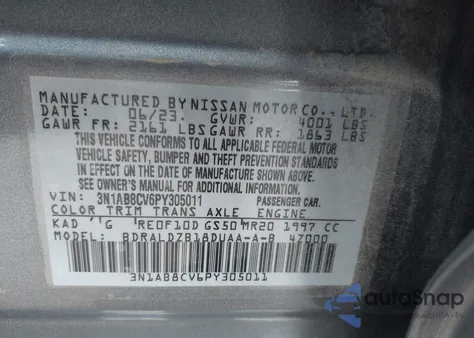 MANUFACTURED BY NISSAN MOTOR CO., LTD.
DATE: 06/23. GVWR: 4001 LBS
GAWR FR: 2161 LBS GAWR RR: 1863 LBS
THIS VEHICLE CONFORMS TO ALL APPLICABLE FEDERAL MOTOR
VEHICLE SAFETY, BUMPER AND THEFT PREVENTION STANDARDS
IN EFFECT ON THE DATE OF MANUFACTURE SHOWN ABOVE.
SEE OWNER'S MANUAL FOR ADDITIONAL INFORMATION.
VIN: 3N1AB8CV6PY305011 PASSENGER CAR.
COLOR TRIM TRANS AXLE ENGINE
KAD G RE0F10D GS50 MR20 1997 CC
BDRALDZB18DUAA-A-B 4Z000
3N1AB8CV6PY305011
autoSnap